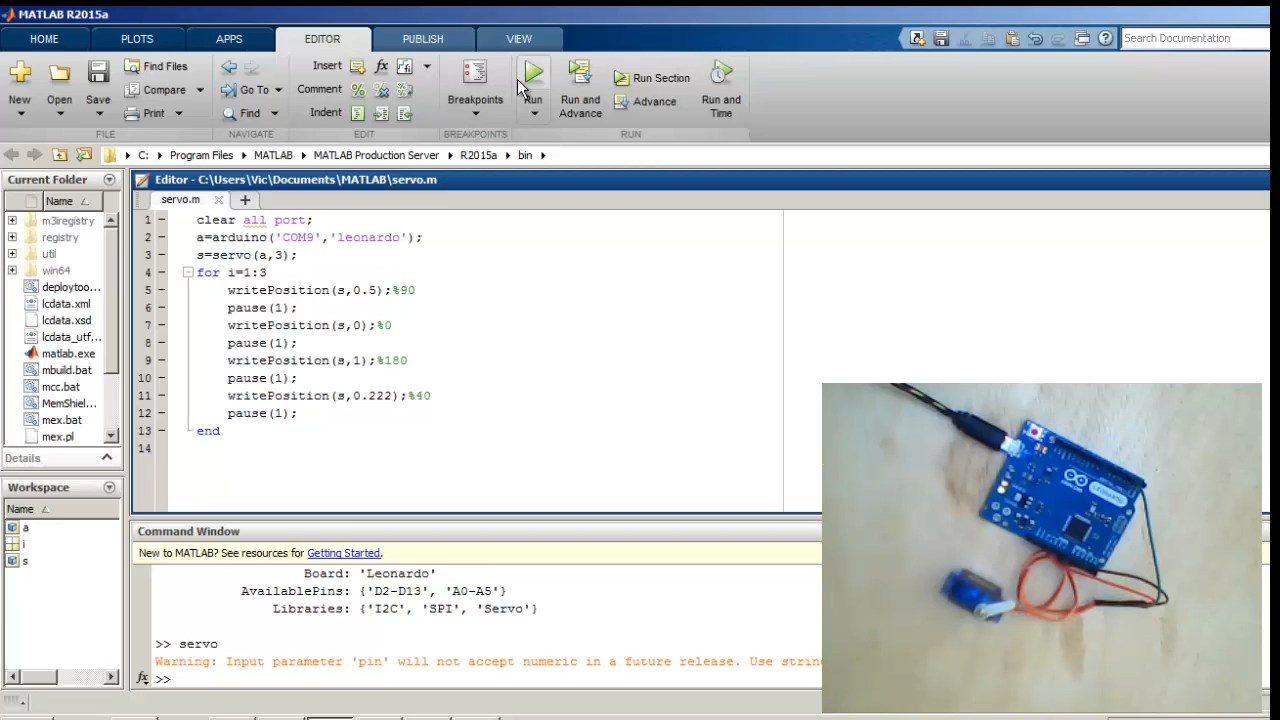 MATLAB R2015a
HOME PLOTS APPS EDITOR PUBLISH VIEW Search Documentation
New Open Save Find Files Compare Print Go To Find Insert Comment Indent Breakpoints Run Run and Advance Run Section Advance Run and Time
FILE NAVIGATE EDIT BREAKPOINTS RUN
C: Program Files MATLAB MATLAB Production Server R2015a bin
Current Folder
Name
m3iregistry
registry
util
win64
deploytoo...
lcdata.xml
lcdata.xsd
lcdata_utf...
matlab.exe
mbuild.bat
mcc.bat
MemShiel...
mex.bat
mex.pl
Details
Workspace
Name
a
i
s
Editor - C:\Users\Vic\Documents\MATLAB\servo.m
servo.m
1 clear all port;
2 a=arduino('COM9','leonardo');
3 s=servo(a,3);
4 for i=1:3
5 writePosition(s,0.5);%90
6 pause(1);
7 writePosition(s,0);%0
8 pause(1);
9 writePosition(s,1);%180
10 pause(1);
11 writePosition(s,0.222);%40
12 pause(1);
13 end
14
Command Window
New to MATLAB? See resources for Getting Started.
Board: 'Leonardo'
AvailablePins: {'D2-D13', 'A0-A5'}
Libraries: {'I2C', 'SPI', 'Servo'}
>> servo
Warning: Input parameter 'pin' will not accept numeric in a future release. Use strin
fx >>